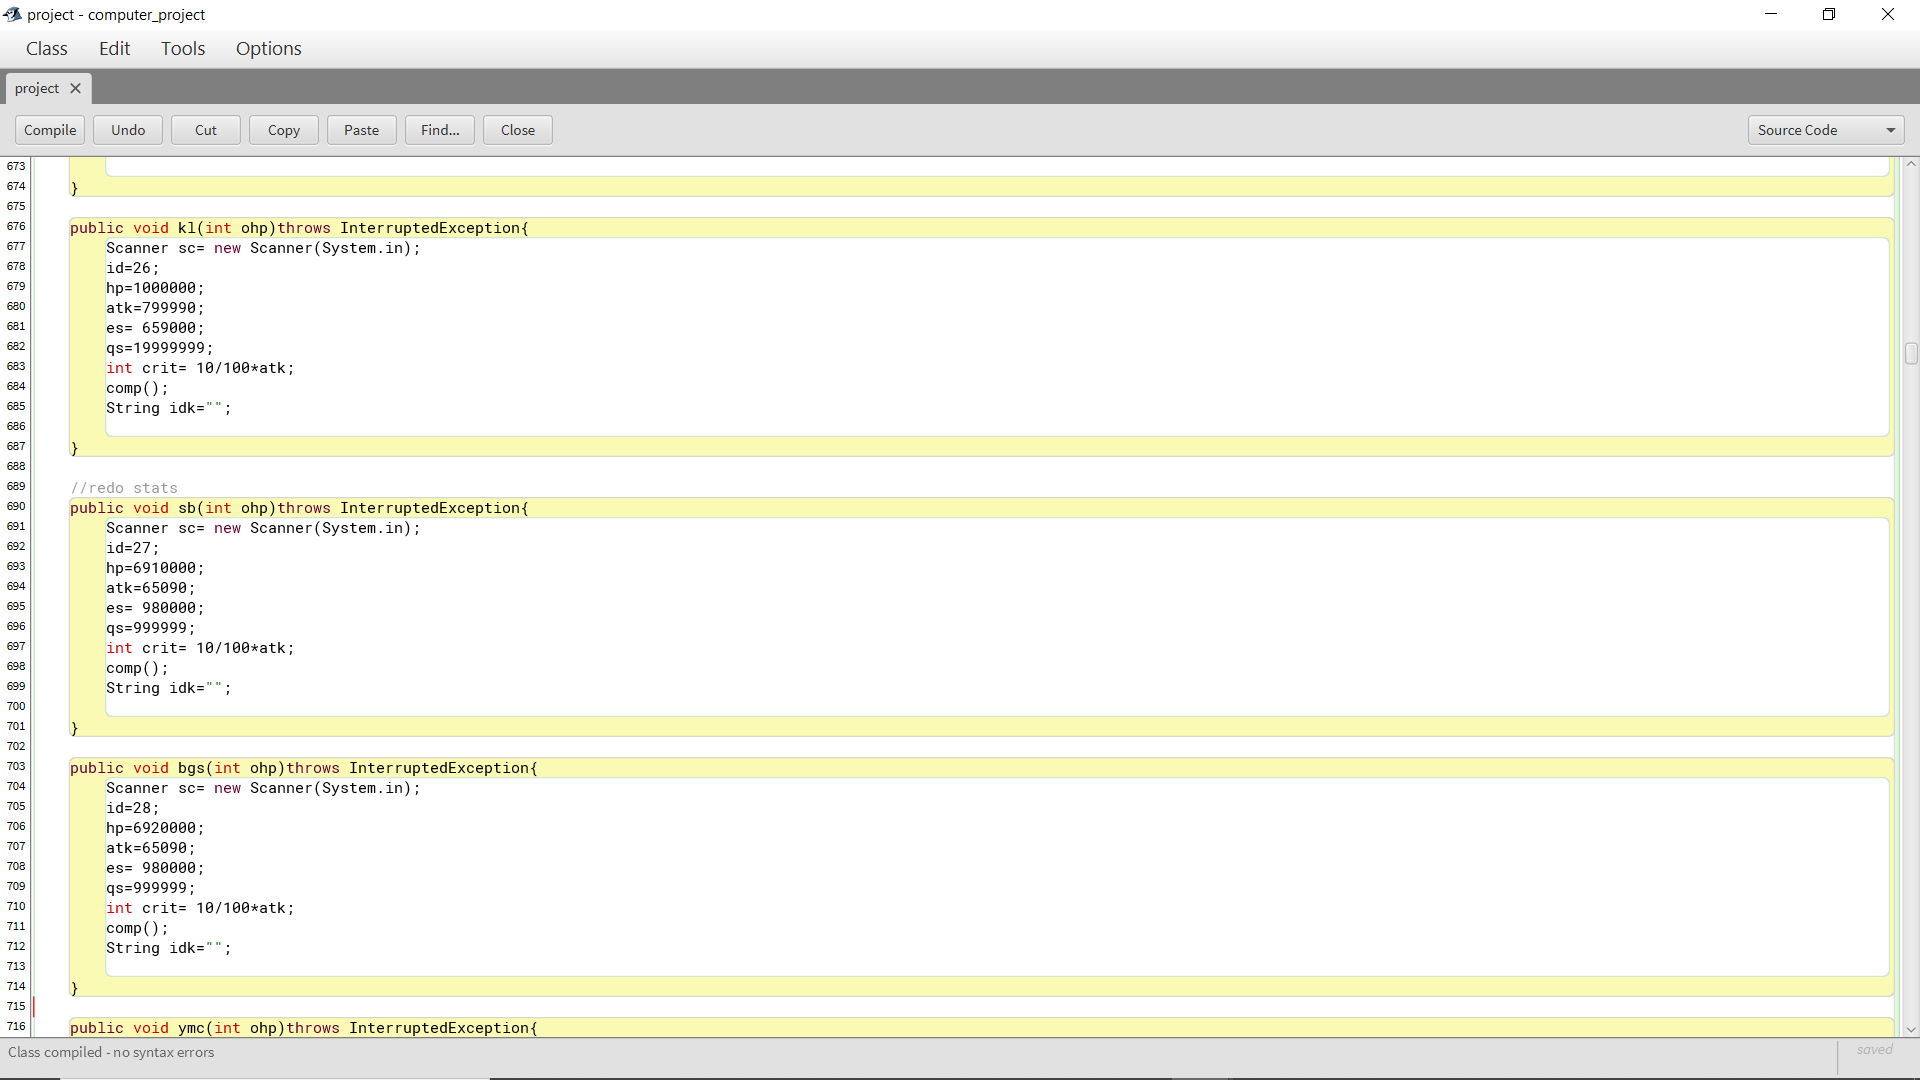 project - computer_project
Class Edit Tools Options
project
Compile Undo Cut Copy Paste Find... Close Source Code
673
674 }
675
676 public void kl(int ohp)throws InterruptedException{
677 Scanner sc= new Scanner(System.in);
678 id=26;
679 hp=1000000;
680 atk=799990;
681 es= 659000;
682 qs=19999999;
683 int crit= 10/100*atk;
684 comp();
685 String idk="";
686
687 }
688
689 //redo stats
690 public void sb(int ohp)throws InterruptedException{
691 Scanner sc= new Scanner(System.in);
692 id=27;
693 hp=6910000;
694 atk=65090;
695 es= 980000;
696 qs=999999;
697 int crit= 10/100*atk;
698 comp();
699 String idk="";
700
701 }
702
703 public void bgs(int ohp)throws InterruptedException{
704 Scanner sc= new Scanner(System.in);
705 id=28;
706 hp=6920000;
707 atk=65090;
708 es= 980000;
709 qs=999999;
710 int crit= 10/100*atk;
711 comp();
712 String idk="";
713
714 }
715
716 public void ymc(int ohp)throws InterruptedException{
Class compiled - no syntax errors
saved